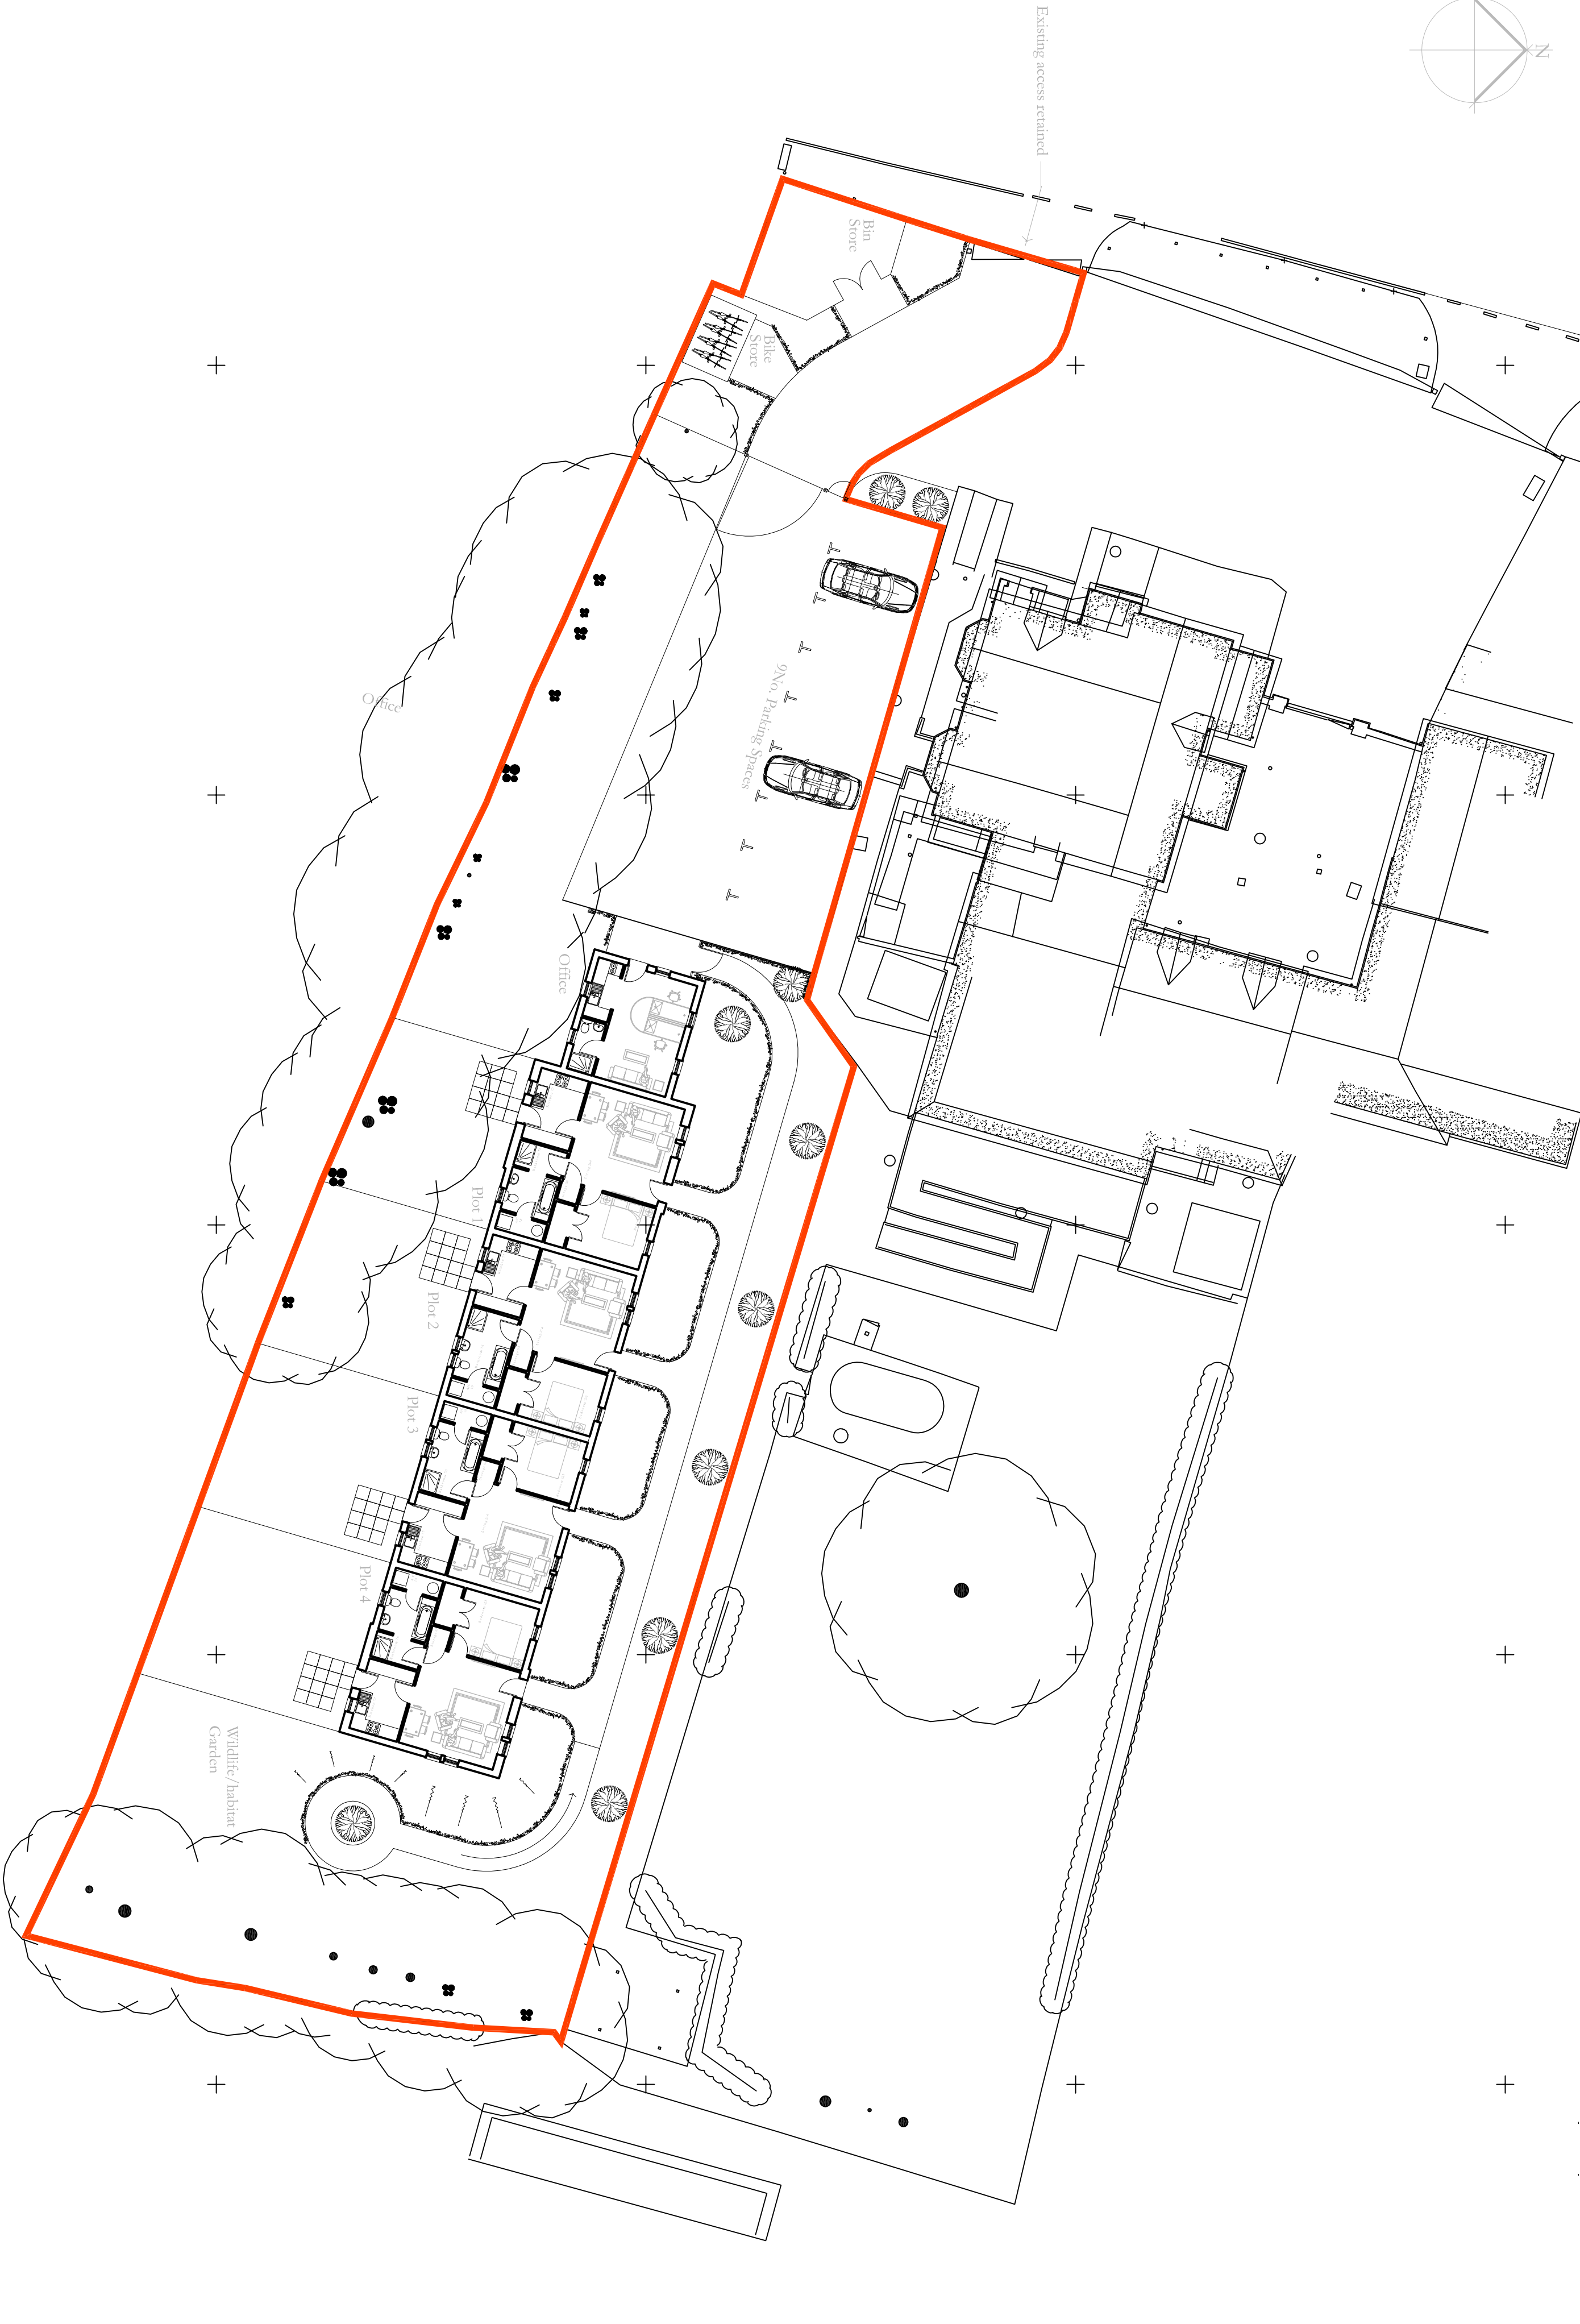 N
Existing access retained
Bin
Store
Bike
Store
9No. Parking Spaces
Office
Office
Plot 1
Plot 2
Plot 3
Plot 4
Wildlife/habitat
Garden